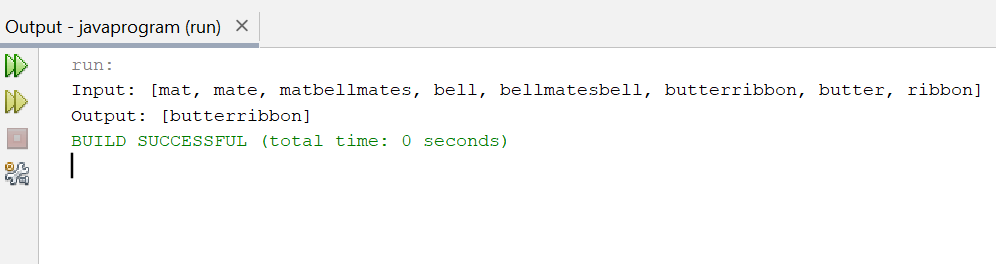 Output - javaprogram (run)
run:
Input: [mat, mate, matbellmates, bell, bellmatesbell, butterribbon, butter, ribbon]
Output: [butterribbon]
BUILD SUCCESSFUL (total time: 0 seconds)